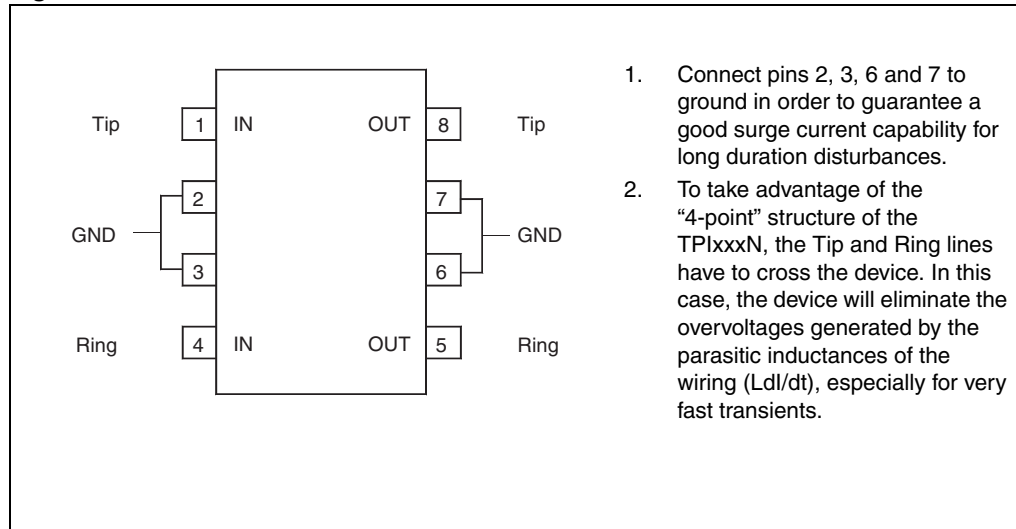 Tip 1 IN OUT 8 Tip
2 7
GND GND
3 6
Ring 4 IN OUT 5 Ring
1. Connect pins 2, 3, 6 and 7 to
ground in order to guarantee a
good surge current capability for
long duration disturbances.
2. To take advantage of the
“4-point” structure of the
TPIxxxN, the Tip and Ring lines
have to cross the device. In this
case, the device will eliminate the
overvoltages generated by the
parasitic inductances of the
wiring (LdI/dt), especially for very
fast transients.